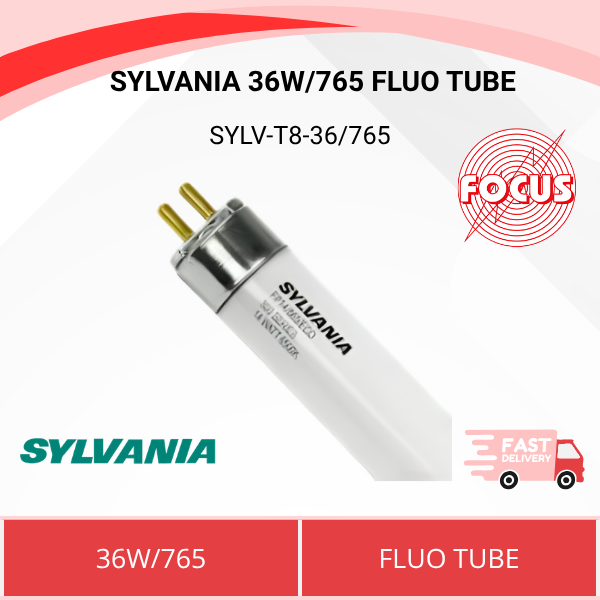 SYLVANIA 36W/765 FLUO TUBE
SYLV-T8-36/765
FOCUS
SYLVANIA
SYLVANIA
FAST
DELIVERY
36W/765
FLUO TUBE